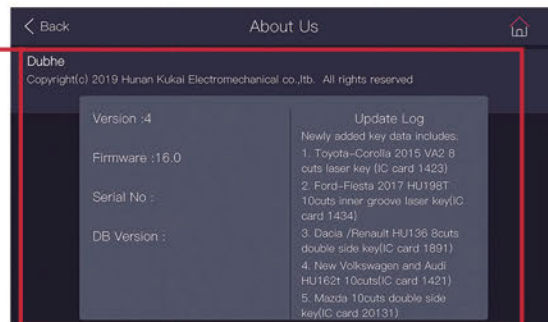 Back
About Us
Dubhe
Copyright(c) 2019 Hunan Kukai Electromechanical co.,ltb. All rights reserved
Version :4
Firmware :16.0
Serial No :
DB Version :
Update Log
Newly added key data includes:
1. Toyota-Corolla 2015 VA2 8
cuts laser key (IC card 1423)
2. Ford-Fiesta 2017 HU198T
10cuts inner groove laser key(IC
card 1434)
3. Dacia /Renault HU136 8cuts
double side key(IC card 1891)
4. New Volkswagen and Audi
HU162t 10cuts(IC card 1421)
5. Mazda 10cuts double side
key(IC card 20131)